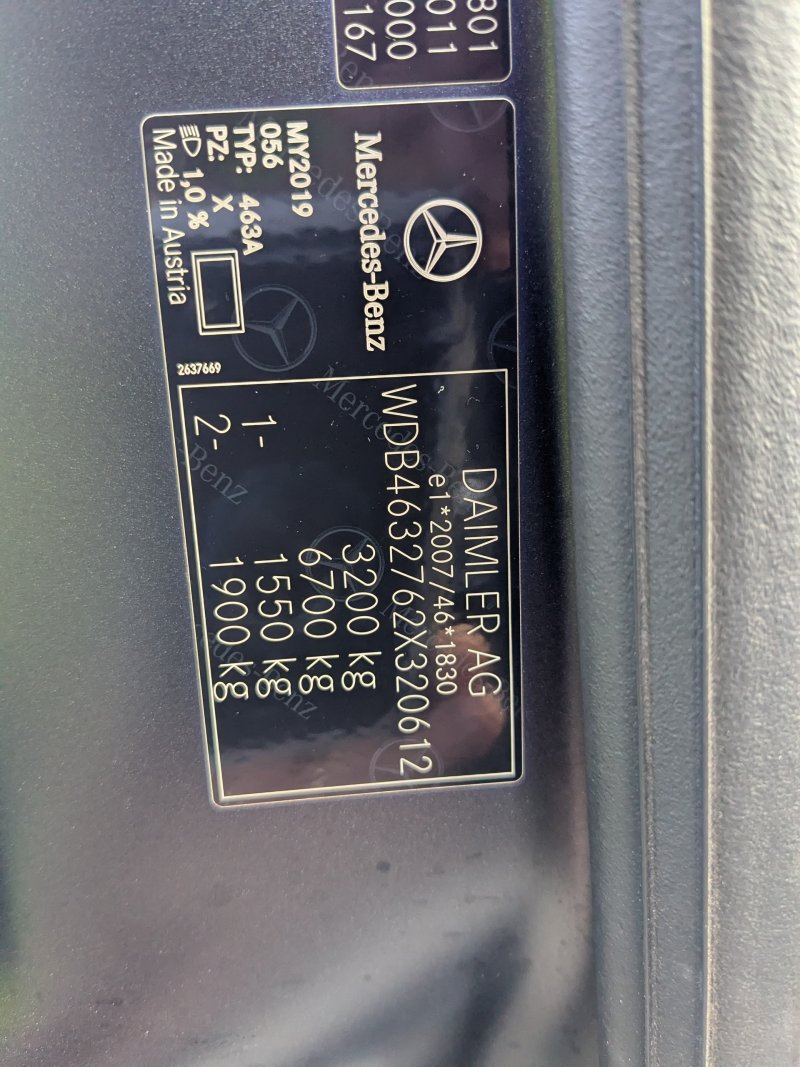 801
011
000
167
Mercedes-Benz
MY2019
056
TYP: 463A
PZ: X
1,0 %
Made in Austria
2637669
DAIMLER AG
e1*2007/46*1830
WDB4632762X320612
3200 kg
6700 kg
1- 1550 kg
2- 1900 kg